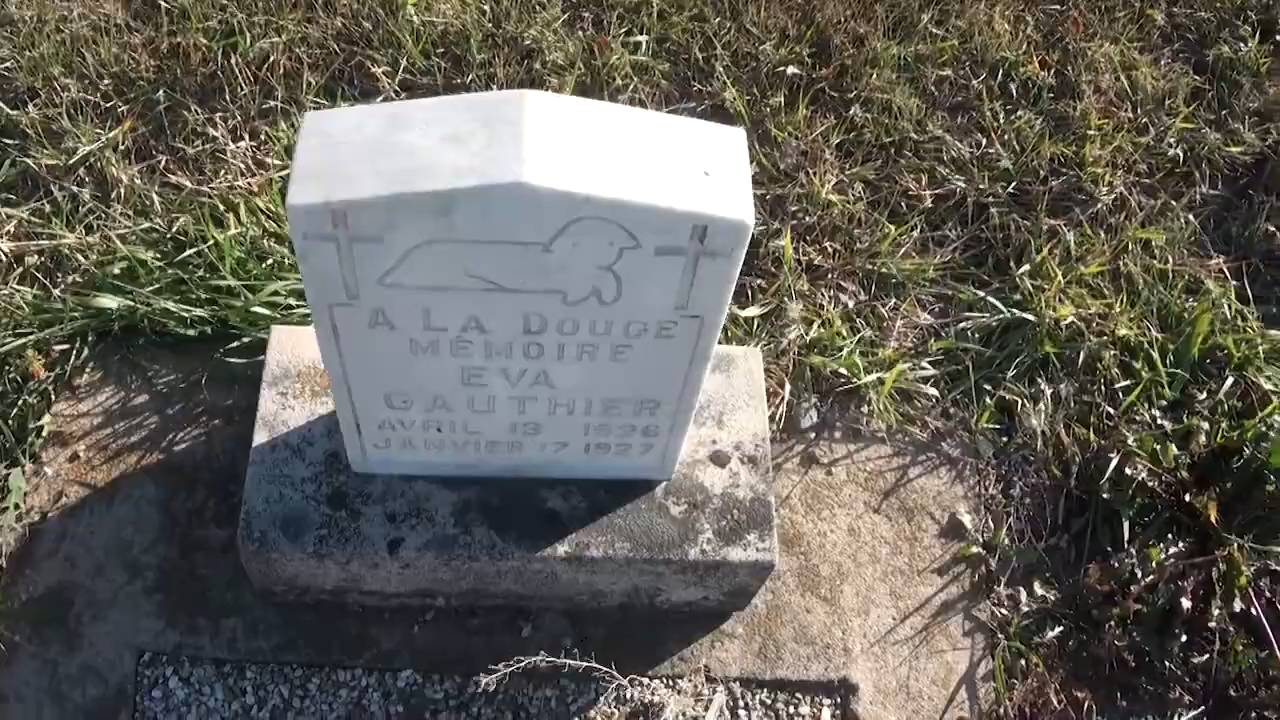 A LA DOUCE
MÉMOIRE
EVA
GAUTHIER
AVRIL 13 1926
JANVIER 17 1927